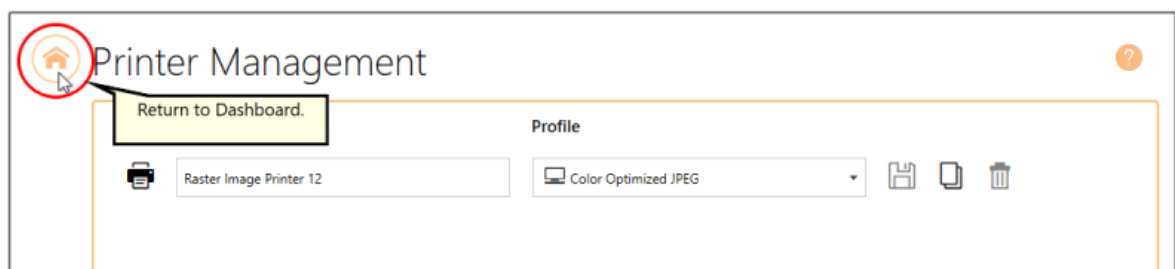 Printer Management
?
Return to Dashboard.
Profile
Raster Image Printer 12
Color Optimized JPEG